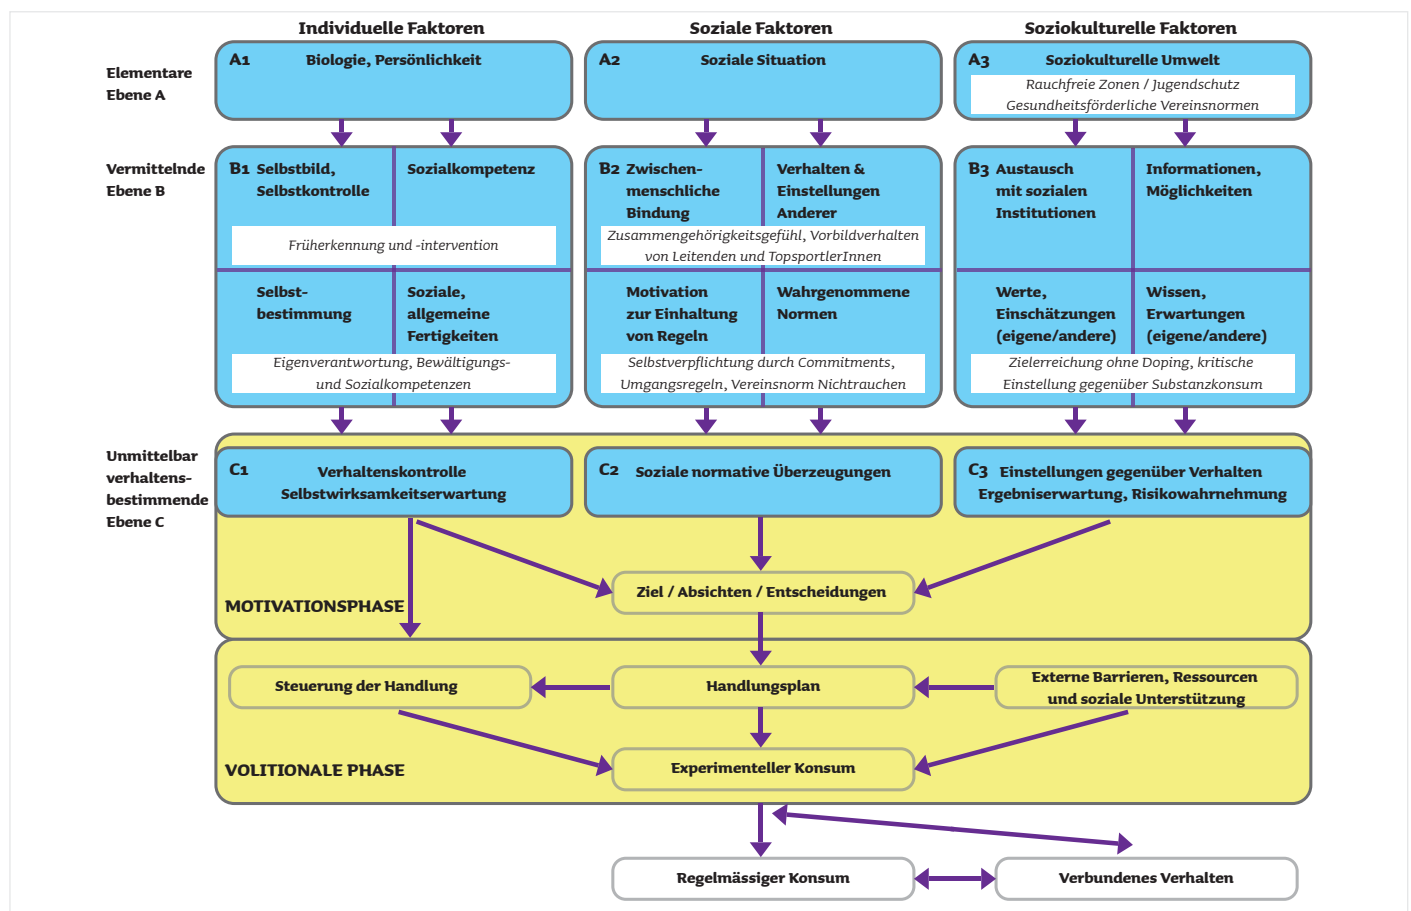 Individuelle Faktoren
Soziale Faktoren
Soziokulturelle Faktoren
Elementare
Ebene A
A1 Biologie, Persönlichkeit
A2 Soziale Situation
A3 Soziokulturelle Umwelt
Rauchfreie Zonen / Jugendschutz
Gesundheitsförderliche Vereinsnormen
Vermittelnde
Ebene B
B1 Selbstbild,
Selbstkontrolle
Sozialkompetenz
Früherkennung und -intervention
Selbst-
bestimmung
Soziale,
allgemeine
Fertigkeiten
Eigenverantwortung, Bewältigungs-
und Sozialkompetenzen
B2 Zwischen-
menschliche
Bindung
Verhalten &
Einstellungen
Anderer
Zusammengehörigkeitsgefühl, Vorbildverhalten
von Leitenden und TopsportlerInnen
Motivation
zur Einhaltung
von Regeln
Wahrgenommene
Normen
Selbstverpflichtung durch Commitments,
Umgangsregeln, Vereinsnorm Nichtrauchen
B3 Austausch
mit sozialen
Institutionen
Informationen,
Möglichkeiten
Werte,
Einschätzungen
(eigene/andere)
Wissen,
Erwartungen
(eigene/andere)
Zielerreichung ohne Doping, kritische
Einstellung gegenüber Substanzkonsum
Unmittelbar
verhaltens-
bestimmende
Ebene C
C1 Verhaltenskontrolle
Selbstwirksamkeitserwartung
C2 Soziale normative Überzeugungen
C3 Einstellungen gegenüber Verhalten
Ergebniserwartung, Risikowahrnehmung
Ziel / Absichten / Entscheidungen
MOTIVATIONSPHASE
Steuerung der Handlung
Handlungsplan
Externe Barrieren, Ressourcen
und soziale Unterstützung
Experimenteller Konsum
VOLITIONALE PHASE
Regelmässiger Konsum
Verbundenes Verhalten